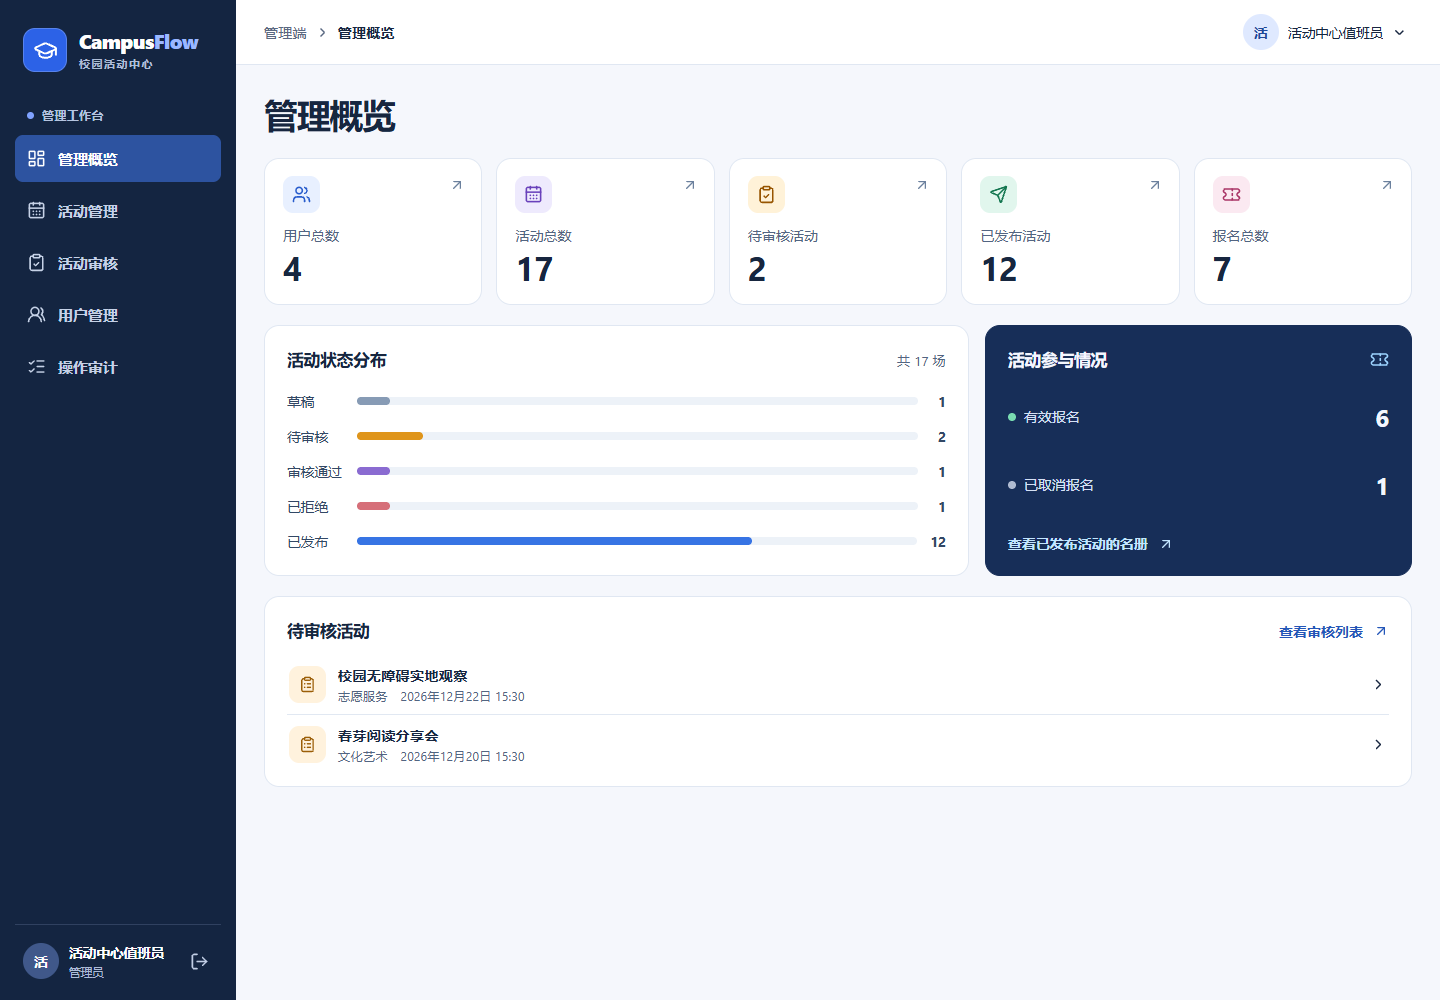 CampusFlow
校园活动中心
管理工作台
管理概览
活动管理
活动审核
用户管理
操作审计
活
活动中心值班员
管理员
管理端
管理概览
活
活动中心值班员
管理概览
用户总数
4
活动总数
17
待审核活动
2
已发布活动
12
报名总数
7
活动状态分布
共 17 场
草稿 1
待审核 2
审核通过 1
已拒绝 1
已发布 12
活动参与情况
有效报名 6
已取消报名 1
查看已发布活动的名册
待审核活动
查看审核列表
校园无障碍实地观察
志愿服务 2026年12月22日 15:30
春芽阅读分享会
文化艺术 2026年12月20日 15:30